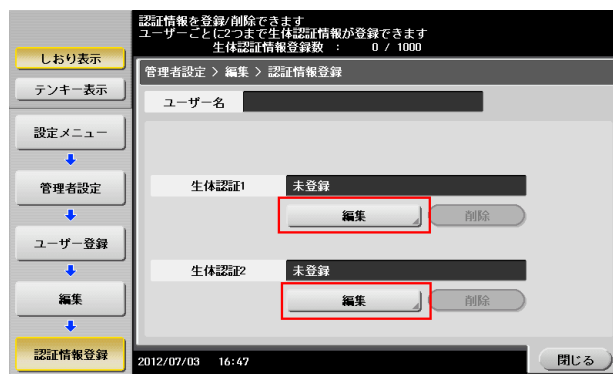 認証情報を登録/削除できます
ユーザーごとに2つまで生体認証情報が登録できます
生体認証情報登録数 : 0 / 1000
しおり表示
テンキー表示
設定メニュー
管理者設定
ユーザー登録
編集
認証情報登録
管理者設定 > 編集 > 認証情報登録
ユーザー名
生体認証1 未登録
編集 削除
生体認証2 未登録
編集 削除
2012/07/03 16:47
閉じる